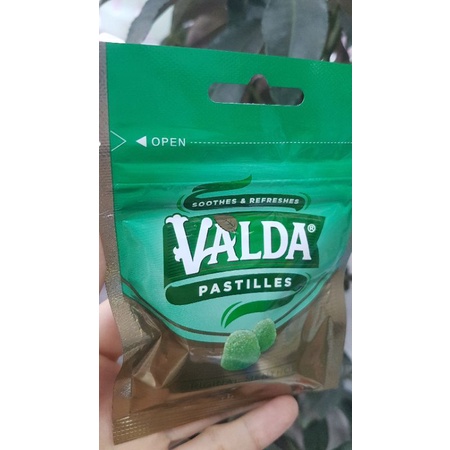 OPEN
SOOTHES & REFRESHES
VALDA®
PASTILLES